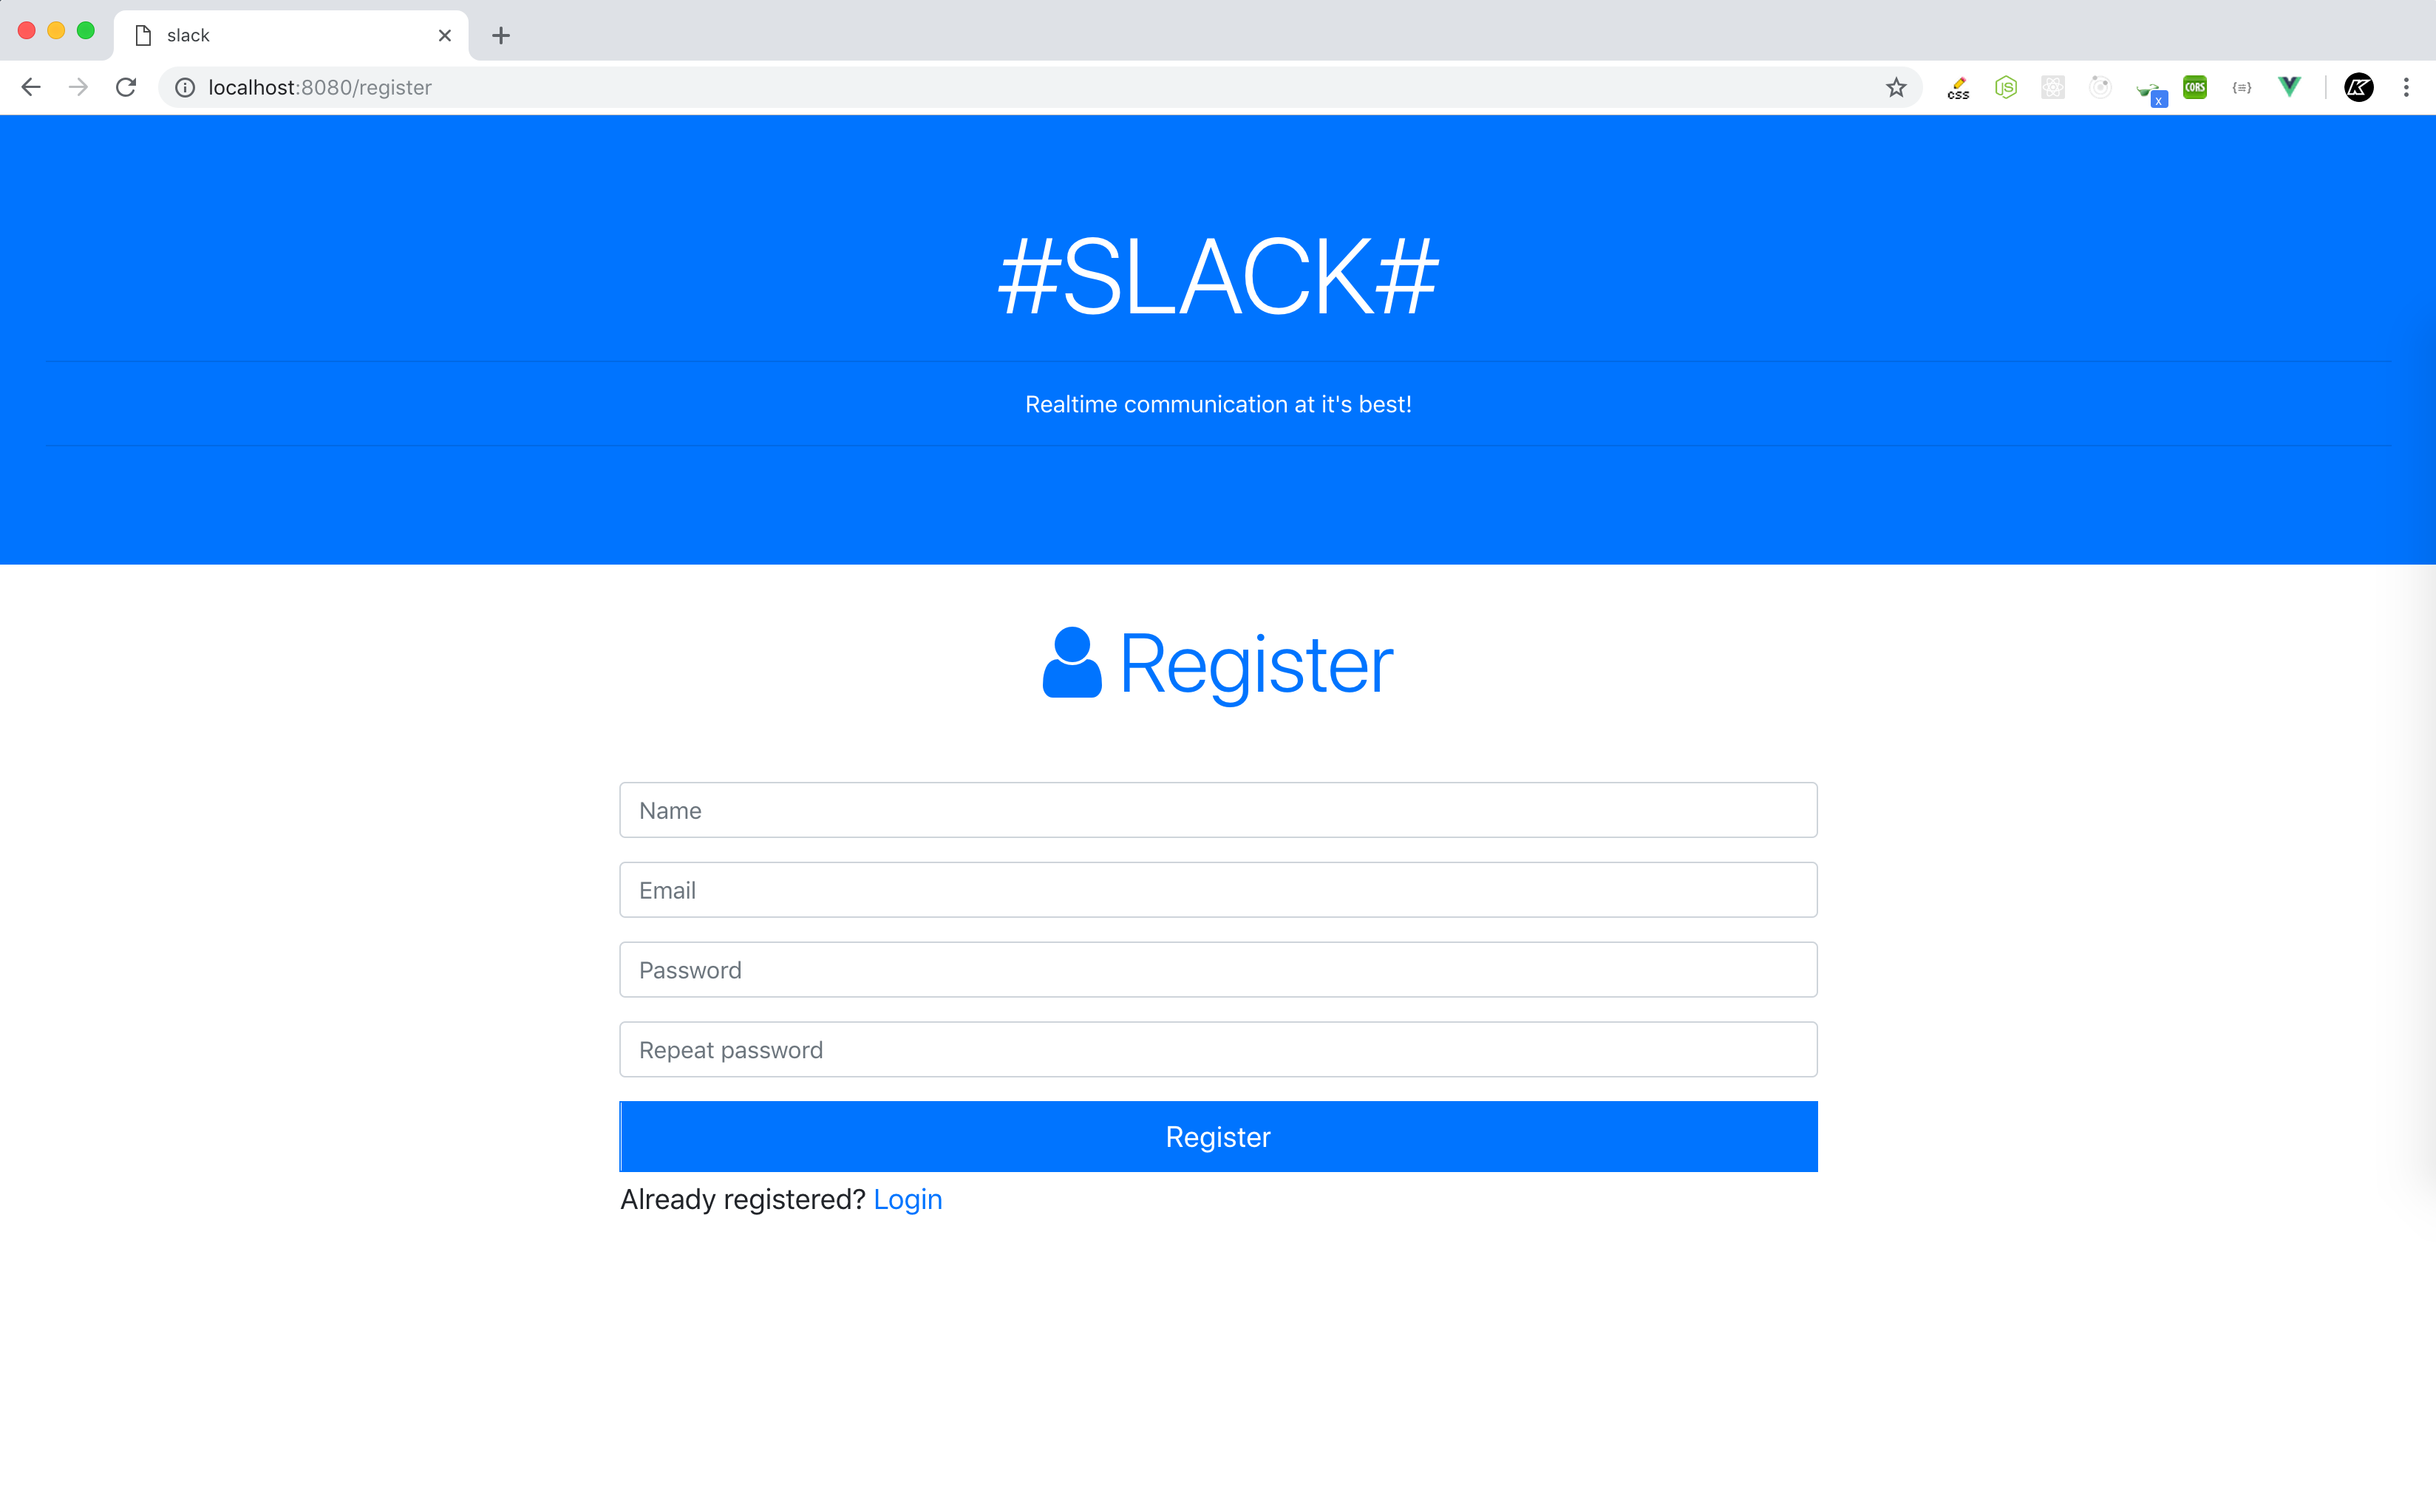 slack
localhost:8080/register
CSS
JS
x
CORS
{≡}
K
#SLACK#
Realtime communication at it's best!
Register
Name
Email
Password
Repeat password
Register
Already registered? Login